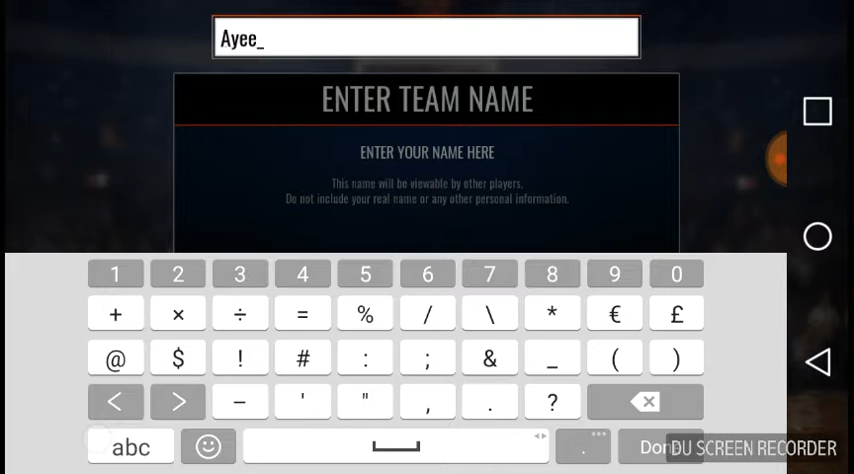 Ayee_
ENTER TEAM NAME
ENTER YOUR NAME HERE
This name will be viewable by other players.
Do not include your real name or any other personal information.
1 2 3 4 5 6 7 8 9 0
+ × ÷ = % / \ * € £
@ $ ! # : ; & _ ( )
< > – ' " , . ?
abc . Don
DU SCREEN RECORDER